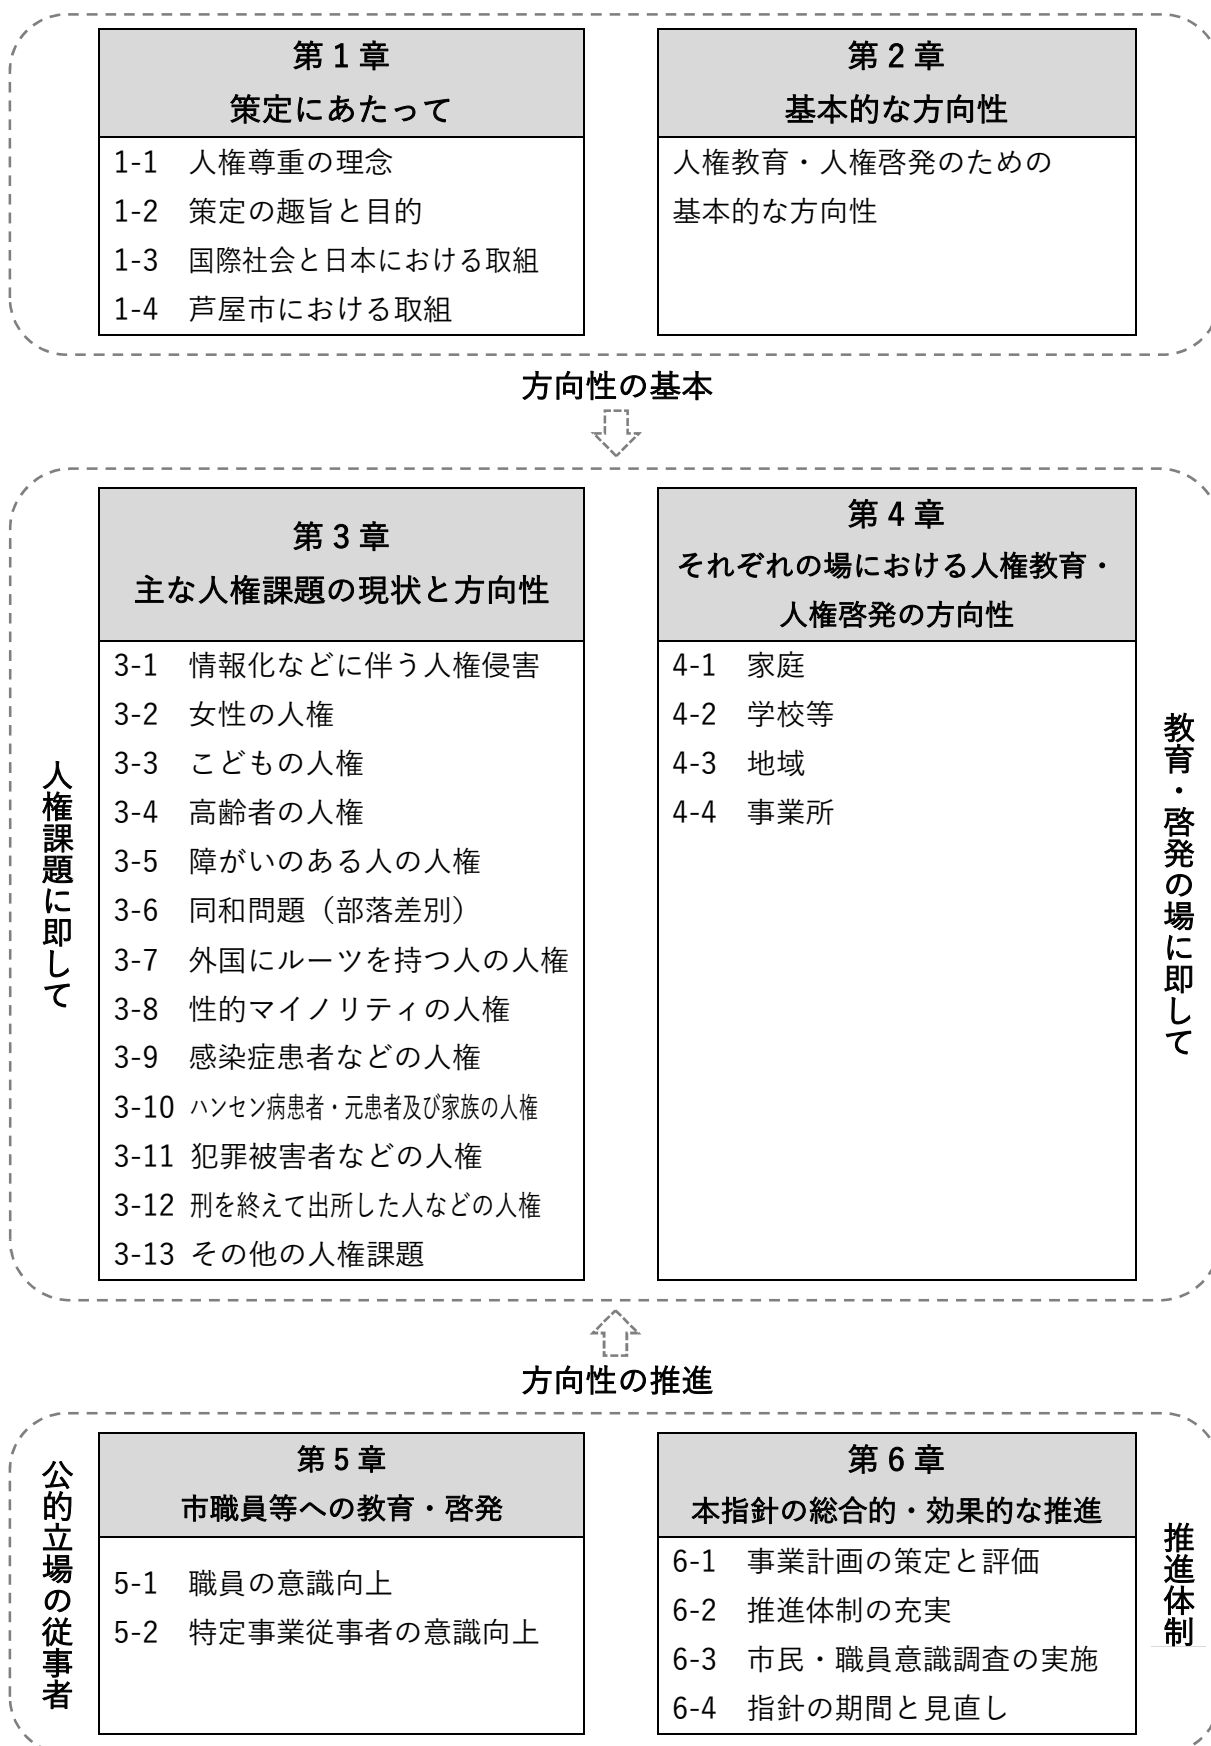 第1章
策定にあたって
1-1 人権尊重の理念
1-2 策定の趣旨と目的
1-3 国際社会と日本における取組
1-4 芦屋市における取組
第2章
基本的な方向性
人権教育・人権啓発のための
基本的な方向性
方向性の基本
人権課題に即して
第3章
主な人権課題の現状と方向性
3-1 情報化などに伴う人権侵害
3-2 女性の人権
3-3 こどもの人権
3-4 高齢者の人権
3-5 障がいのある人の人権
3-6 同和問題（部落差別）
3-7 外国にルーツを持つ人の人権
3-8 性的マイノリティの人権
3-9 感染症患者などの人権
3-10 ハンセン病患者・元患者及び家族の人権
3-11 犯罪被害者などの人権
3-12 刑を終えて出所した人などの人権
3-13 その他の人権課題
第4章
それぞれの場における人権教育・
人権啓発の方向性
4-1 家庭
4-2 学校等
4-3 地域
4-4 事業所
教育・啓発の場に即して
方向性の推進
公的立場の従事者
第5章
市職員等への教育・啓発
5-1 職員の意識向上
5-2 特定事業従事者の意識向上
第6章
本指針の総合的・効果的な推進
6-1 事業計画の策定と評価
6-2 推進体制の充実
6-3 市民・職員意識調査の実施
6-4 指針の期間と見直し
推進体制